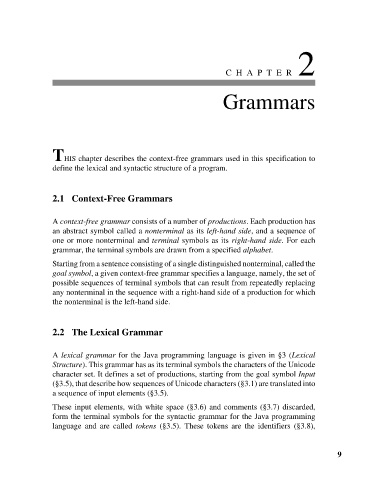 CHAPTER 2
Grammars
THIS chapter describes the context-free grammars used in this specification to
define the lexical and syntactic structure of a program.
2.1 Context-Free Grammars
A context-free grammar consists of a number of productions. Each production has
an abstract symbol called a nonterminal as its left-hand side, and a sequence of
one or more nonterminal and terminal symbols as its right-hand side. For each
grammar, the terminal symbols are drawn from a specified alphabet.
Starting from a sentence consisting of a single distinguished nonterminal, called the
goal symbol, a given context-free grammar specifies a language, namely, the set of
possible sequences of terminal symbols that can result from repeatedly replacing
any nonterminal in the sequence with a right-hand side of a production for which
the nonterminal is the left-hand side.
2.2 The Lexical Grammar
A lexical grammar for the Java programming language is given in §3 (Lexical
Structure). This grammar has as its terminal symbols the characters of the Unicode
character set. It defines a set of productions, starting from the goal symbol Input
(§3.5), that describe how sequences of Unicode characters (§3.1) are translated into
a sequence of input elements (§3.5).
These input elements, with white space (§3.6) and comments (§3.7) discarded,
form the terminal symbols for the syntactic grammar for the Java programming
language and are called tokens (§3.5). These tokens are the identifiers (§3.8),
9